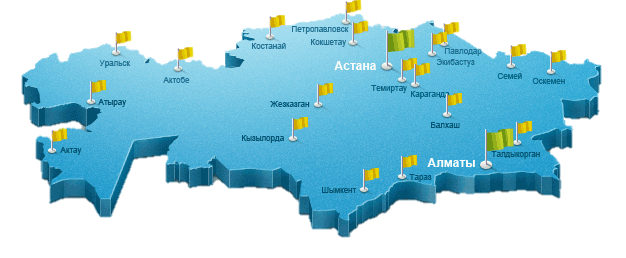 Петропавловск
Костанай
Кокшетау
Павлодар
Уральск
Экибастуз
Астана
Актобе
Семей
Оскемен
Темиртау
Караганда
Атырау
Жезказган
Балхаш
Кызылорда
Актау
Талдыкорган
Алматы
Тараз
Шымкент